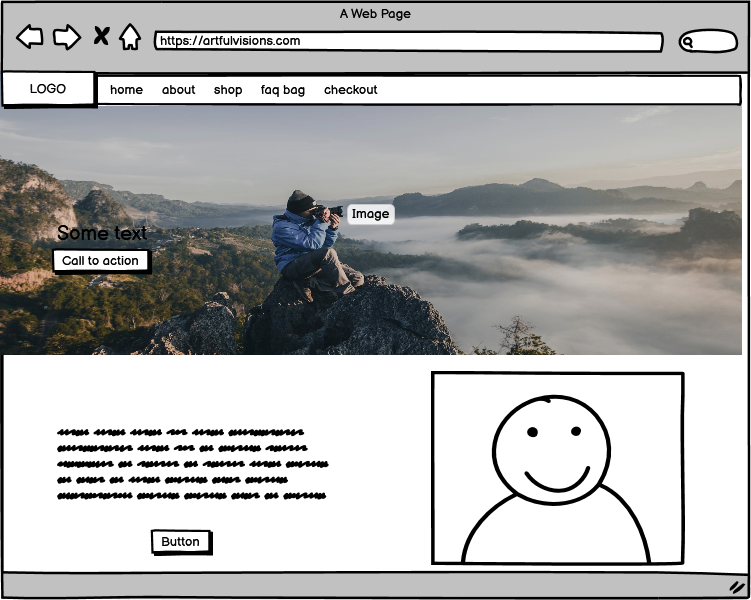 A Web Page
https://artfulvisions.com
LOGO
home about shop faq bag checkout
Image
Some text
Call to action
Button